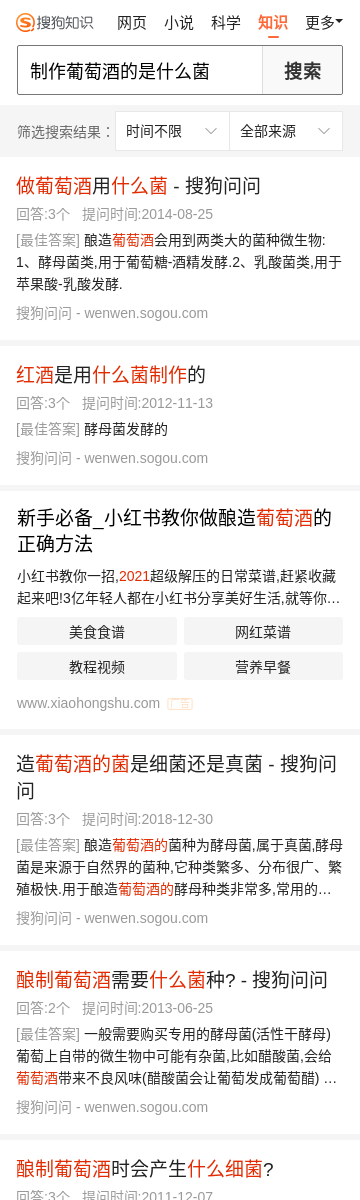 搜狗知识 网页 小说 科学 知识 更多
制作葡萄酒的是什么菌 搜索
筛选搜索结果： 时间不限 全部来源
做葡萄酒用什么菌 - 搜狗问问
回答:3个 提问时间:2014-08-25
[最佳答案] 酿造葡萄酒会用到两类大的菌种微生物:
1、酵母菌类,用于葡萄糖-酒精发酵.2、乳酸菌类,用于
苹果酸-乳酸发酵.
搜狗问问 - wenwen.sogou.com
红酒是用什么菌制作的
回答:3个 提问时间:2012-11-13
[最佳答案] 酵母菌发酵的
搜狗问问 - wenwen.sogou.com
新手必备_小红书教你做酿造葡萄酒的
正确方法
小红书教你一招,2021超级解压的日常菜谱,赶紧收藏
起来吧!3亿年轻人都在小红书分享美好生活,就等你…
美食食谱 网红菜谱
教程视频 营养早餐
www.xiaohongshu.com 广告
造葡萄酒的菌是细菌还是真菌 - 搜狗问
问
回答:3个 提问时间:2018-12-30
[最佳答案] 酿造葡萄酒的菌种为酵母菌,属于真菌,酵母
菌是来源于自然界的菌种,它种类繁多、分布很广、繁
殖极快.用于酿造葡萄酒的酵母种类非常多,常用的…
搜狗问问 - wenwen.sogou.com
酿制葡萄酒需要什么菌种? - 搜狗问问
回答:2个 提问时间:2013-06-25
[最佳答案] 一般需要购买专用的酵母菌(活性干酵母)
葡萄上自带的微生物中可能有杂菌,比如醋酸菌,会给
葡萄酒带来不良风味(醋酸菌会让葡萄发成葡萄醋) …
搜狗问问 - wenwen.sogou.com
酿制葡萄酒时会产生什么细菌?
回答:3个 提问时间:2011-12-07